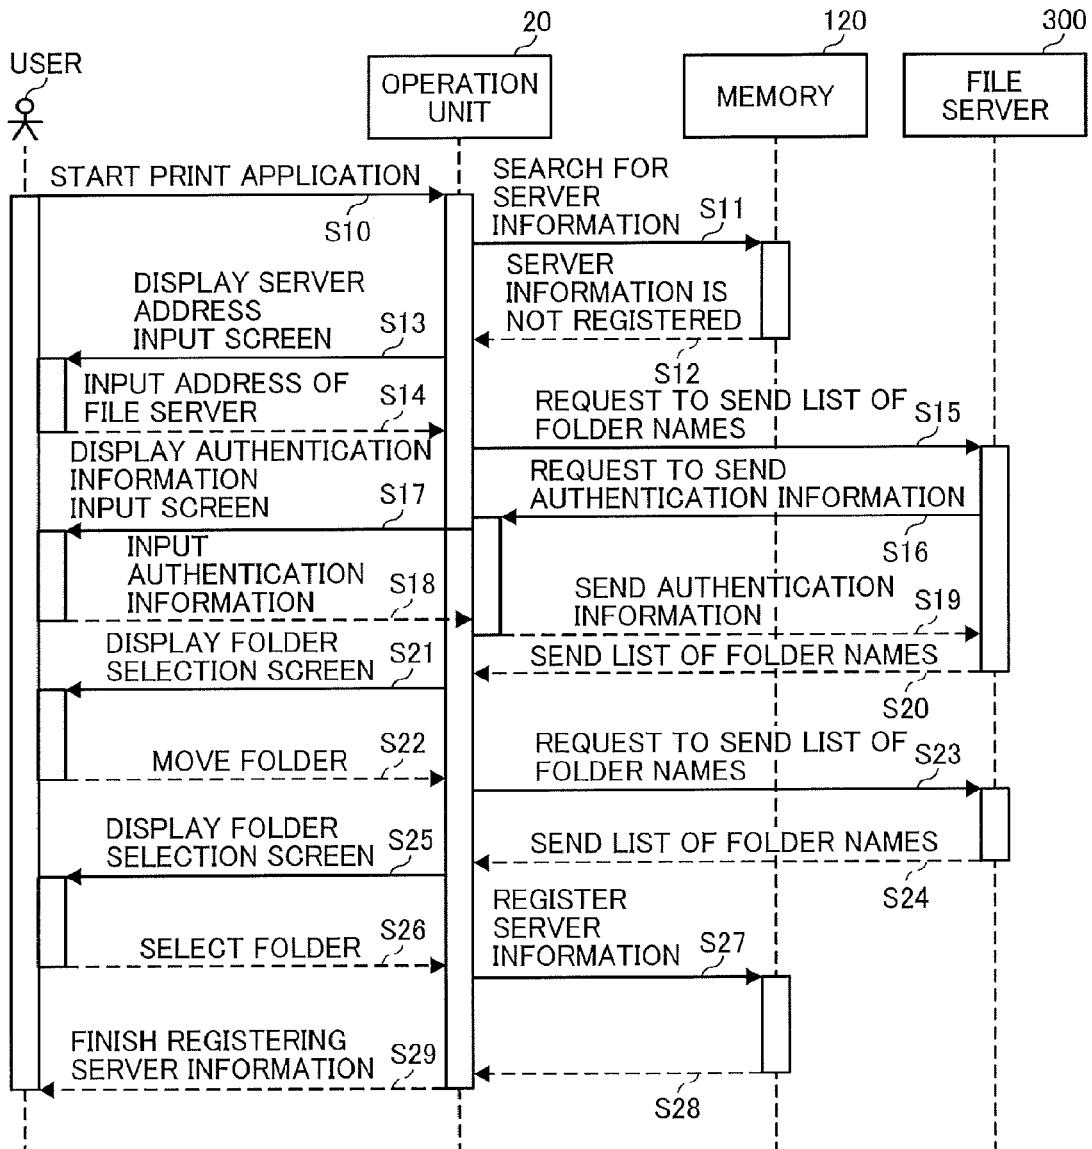 20
120
300
USER
OPERATION
UNIT
MEMORY
FILE
SERVER
START PRINT APPLICATION
S10
SEARCH FOR
SERVER
INFORMATION
S11
SERVER
INFORMATION IS
NOT REGISTERED
S12
DISPLAY SERVER
ADDRESS
INPUT SCREEN
S13
INPUT ADDRESS OF
FILE SERVER
S14
REQUEST TO SEND LIST OF
FOLDER NAMES
S15
REQUEST TO SEND
AUTHENTICATION INFORMATION
S16
DISPLAY AUTHENTICATION
INFORMATION
INPUT SCREEN
S17
INPUT
AUTHENTICATION
INFORMATION
S18
SEND AUTHENTICATION
INFORMATION
S19
SEND LIST OF FOLDER NAMES
S20
DISPLAY FOLDER
SELECTION SCREEN
S21
MOVE FOLDER
S22
REQUEST TO SEND LIST OF
FOLDER NAMES
S23
SEND LIST OF FOLDER NAMES
S24
DISPLAY FOLDER
SELECTION SCREEN
S25
SELECT FOLDER
S26
REGISTER
SERVER
INFORMATION
S27
S28
FINISH REGISTERING
SERVER INFORMATION
S29